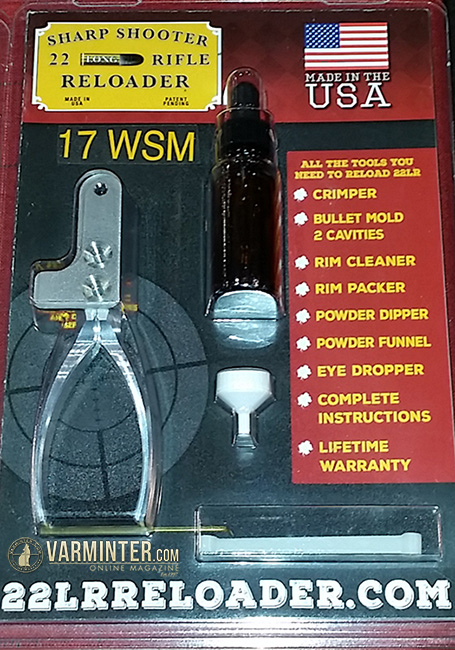 SHARP SHOOTER
22 LONG RIFLE
RELOADER
MADE IN
USA
PATENT
PENDING
MADE IN THE
USA
17 WSM
ALL THE TOOLS YOU
NEED TO RELOAD 22LR
CRIMPER
BULLET MOLD
2 CAVITIES
RIM CLEANER
RIM PACKER
POWDER DIPPER
POWDER FUNNEL
EYE DROPPER
COMPLETE
INSTRUCTIONS
LIFETIME
WARRANTY
VARMINTER.COM
ONLINE MAGAZINE
22LRRELOADER.COM